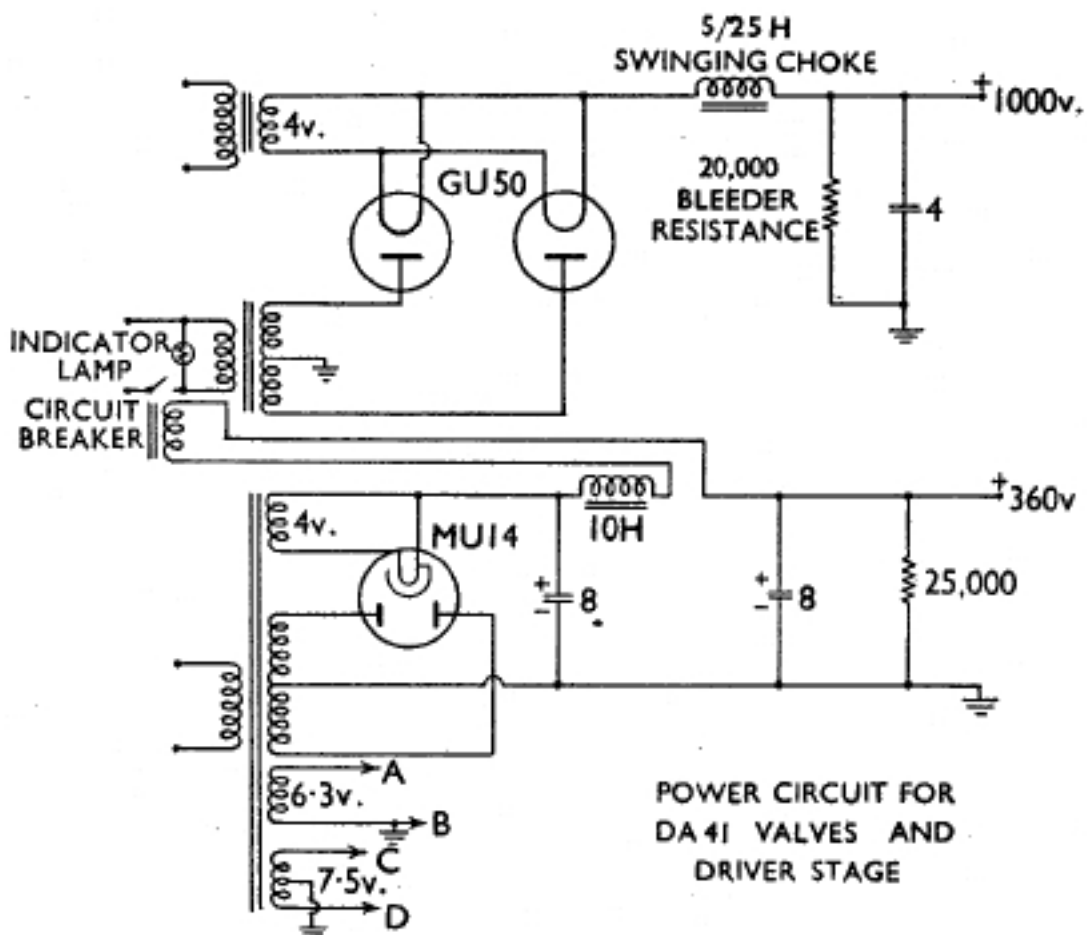 5/25 H
SWINGING CHOKE
+
1000v.
4v.
GU50
20,000
BLEEDER
RESISTANCE
4
INDICATOR
LAMP
CIRCUIT
BREAKER
+
360v
4v.
MU14
10H
+
-
8
+
-
8
25,000
A
6·3v.
B
C
7·5v.
D
POWER CIRCUIT FOR
DA41 VALVES AND
DRIVER STAGE